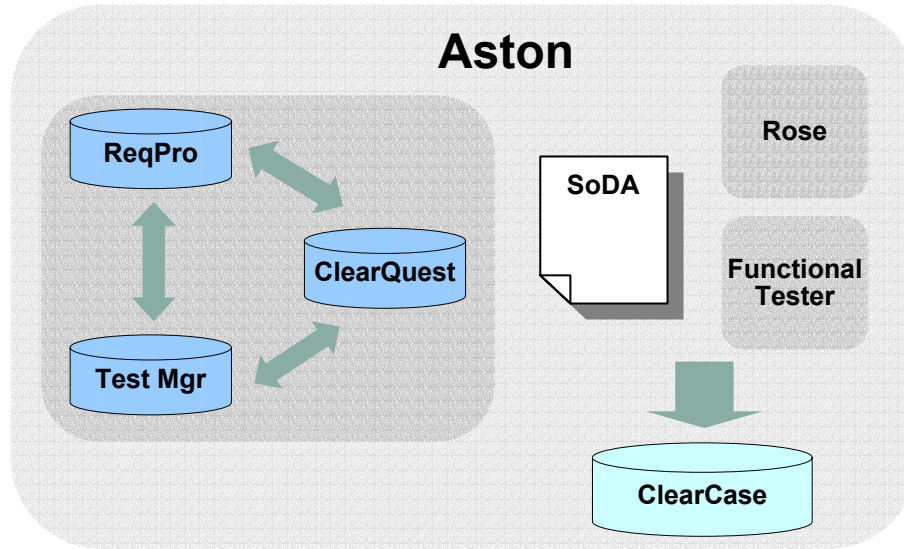 Aston
ReqPro
ClearQuest
Test Mgr
SoDA
Rose
Functional
Tester
ClearCase